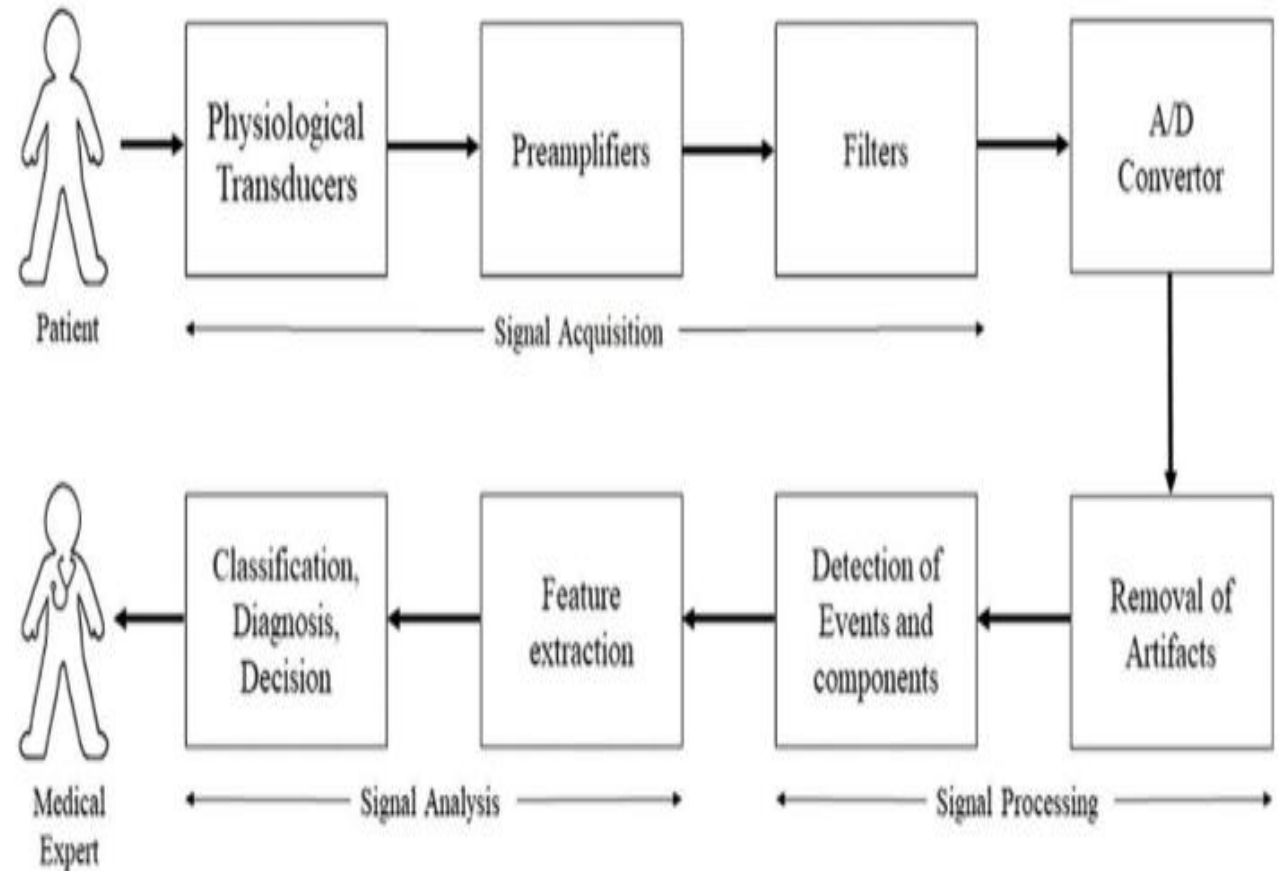 Physiological
Transducers
Preamplifiers
Filters
A/D
Convertor
Patient
Signal Acquisition
Classification,
Diagnosis,
Decision
Feature
extraction
Detection of
Events and
components
Removal of
Artifacts
Medical
Expert
Signal Analysis
Signal Processing